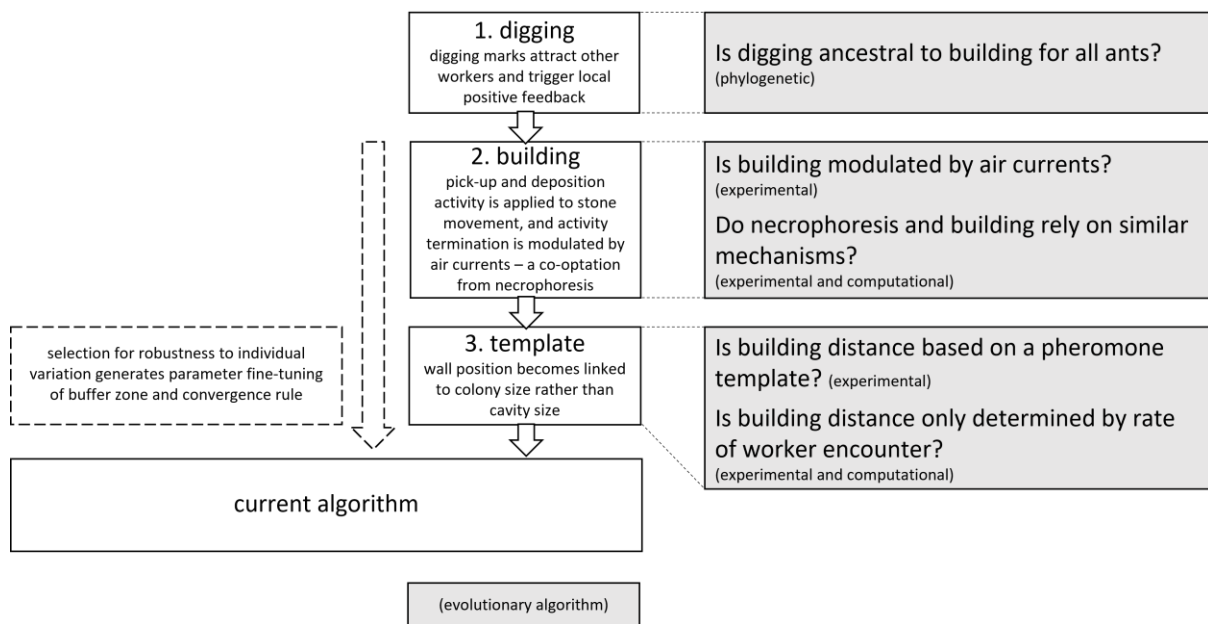 1. digging
digging marks attract other
workers and trigger local
positive feedback
Is digging ancestral to building for all ants?
(phylogenetic)
2. building
pick-up and deposition
activity is applied to stone
movement, and activity
termination is modulated by
air currents – a co-optation
from necrophoresis
Is building modulated by air currents?
(experimental)
Do necrophoresis and building rely on similar
mechanisms?
(experimental and computational)
selection for robustness to individual
variation generates parameter fine-tuning
of buffer zone and convergence rule
3. template
wall position becomes linked
to colony size rather than
cavity size
Is building distance based on a pheromone
template? (experimental)
Is building distance only determined by rate
of worker encounter?
(experimental and computational)
current algorithm
(evolutionary algorithm)